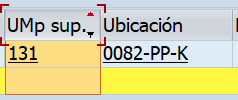 UMp sup. Ubicación
131 0082-PP-K